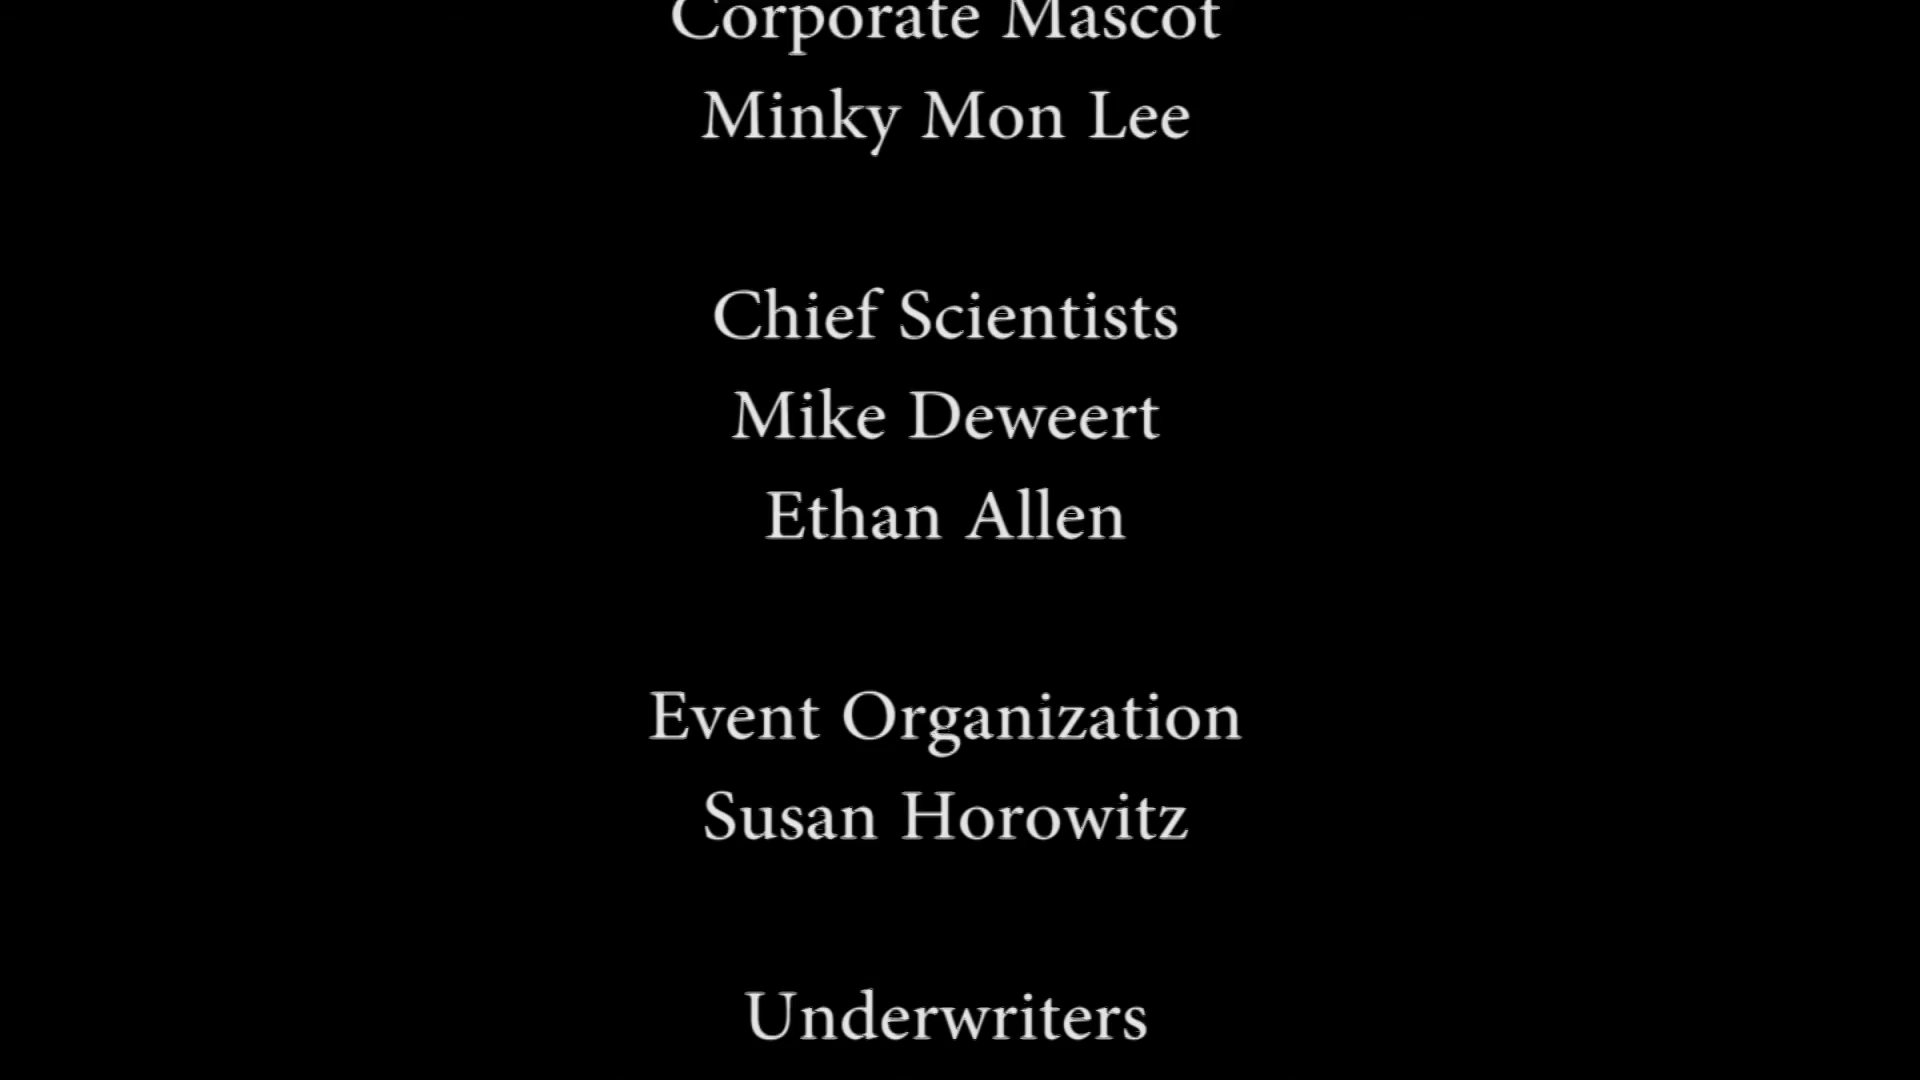 Corporate Mascot
Minky Mon Lee
Chief Scientists
Mike Deweert
Ethan Allen
Event Organization
Susan Horowitz
Underwriters